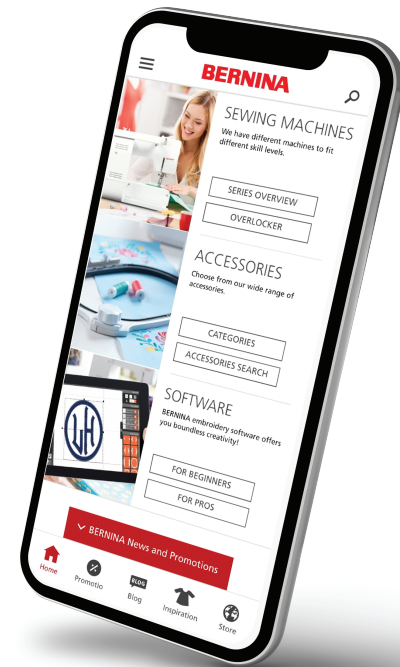 BERNINA
SEWING MACHINES
We have different machines to fit
different skill levels.
SERIES OVERVIEW
OVERLOCKER
ACCESSORIES
Choose from our wide range of
accessories.
CATEGORIES
ACCESSORIES SEARCH
SOFTWARE
BERNINA embroidery software offers
you boundless creativity!
FOR BEGINNERS
FOR PROS
LH
BERNINA News and Promotions
Home
Promotio
BLOG
Blog
Inspiration
Store